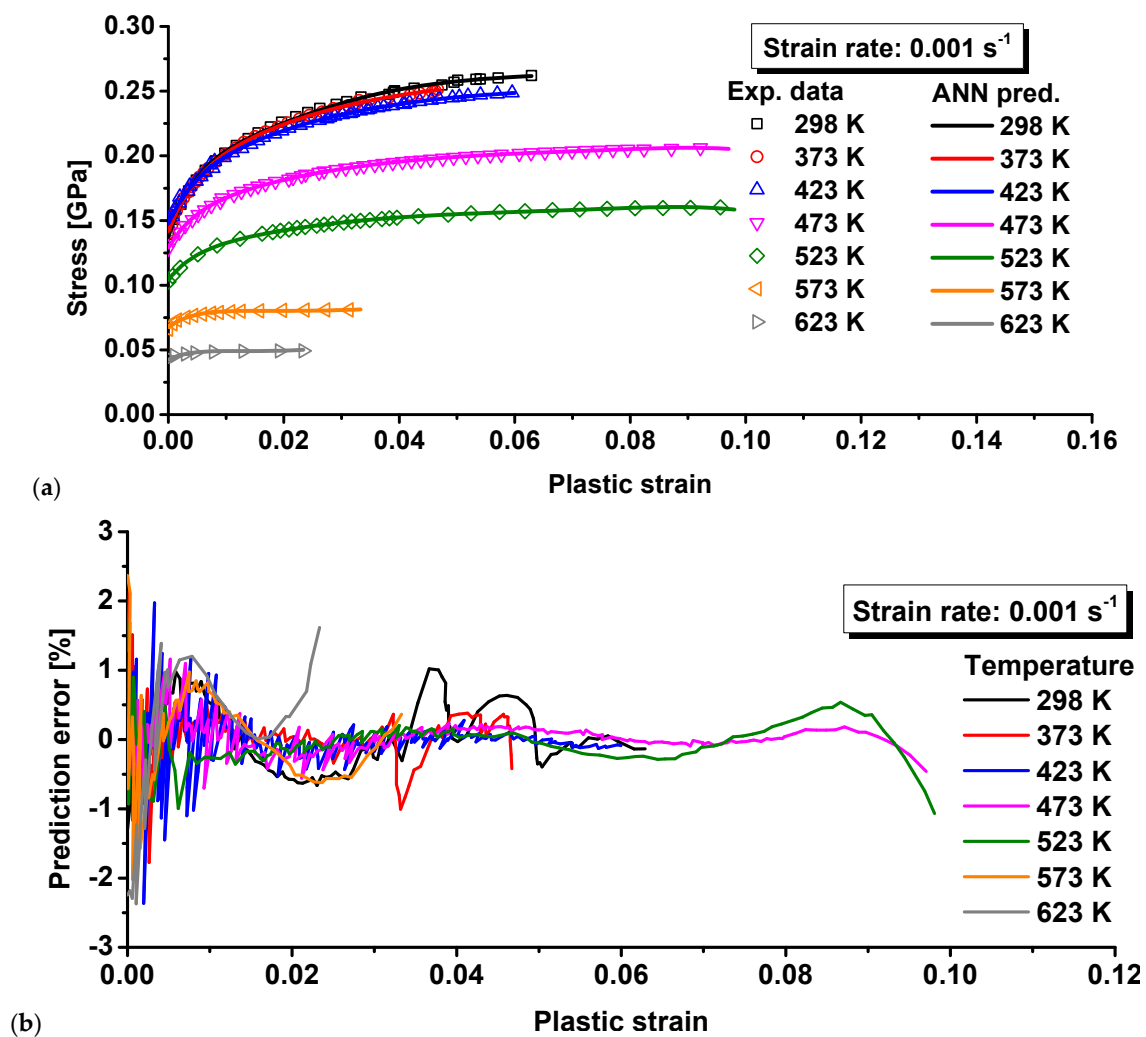 0.30
0.25
0.20
0.15
0.10
0.05
0.00
Stress [GPa]
Strain rate: 0.001 s⁻¹
Exp. data ANN pred.
298 K 298 K
373 K 373 K
423 K 423 K
473 K 473 K
523 K 523 K
573 K 573 K
623 K 623 K
0.00 0.02 0.04 0.06 0.08 0.10 0.12 0.14 0.16
Plastic strain
(a)
3
2
1
0
-1
-2
-3
Prediction error [%]
Strain rate: 0.001 s⁻¹
Temperature
298 K
373 K
423 K
473 K
523 K
573 K
623 K
0.00 0.02 0.04 0.06 0.08 0.10 0.12
Plastic strain
(b)